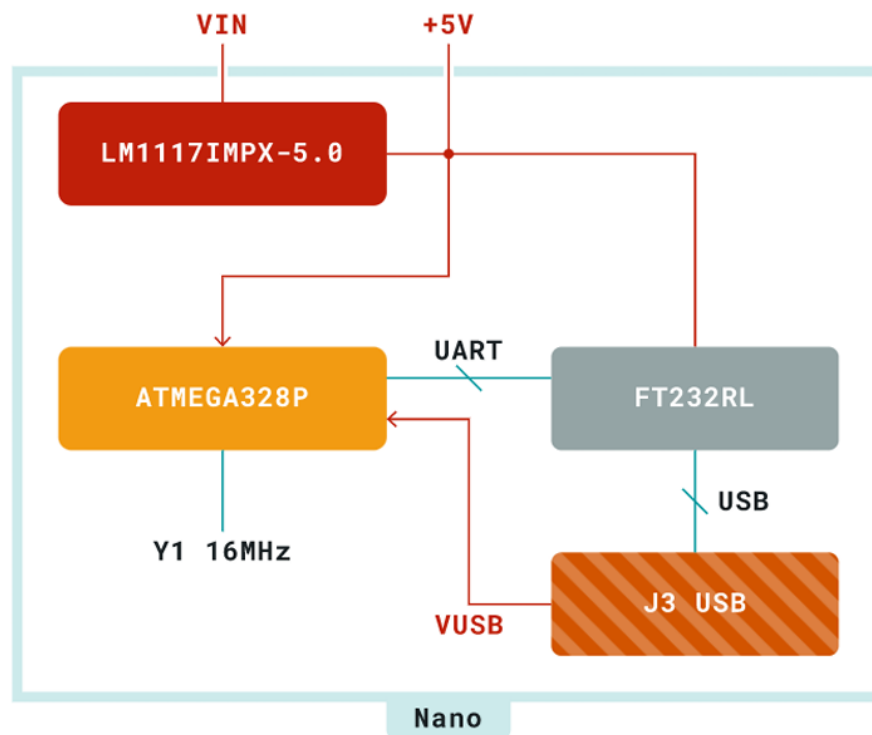 VIN
+5V
LM1117IMPX-5.0
UART
ATMEGA328P
FT232RL
USB
Y1 16MHz
J3 USB
VUSB
Nano